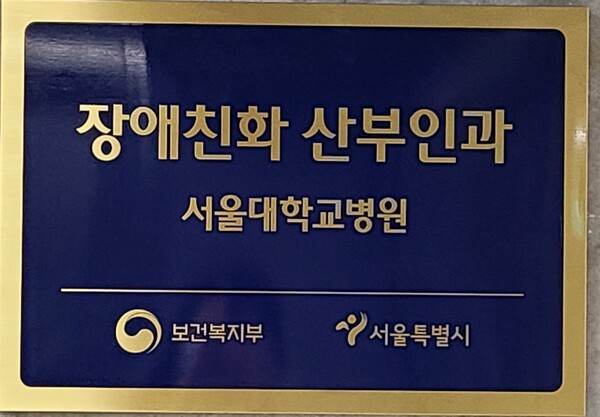 장애친화 산부인과
서울대학교병원
보건복지부 서울특별시